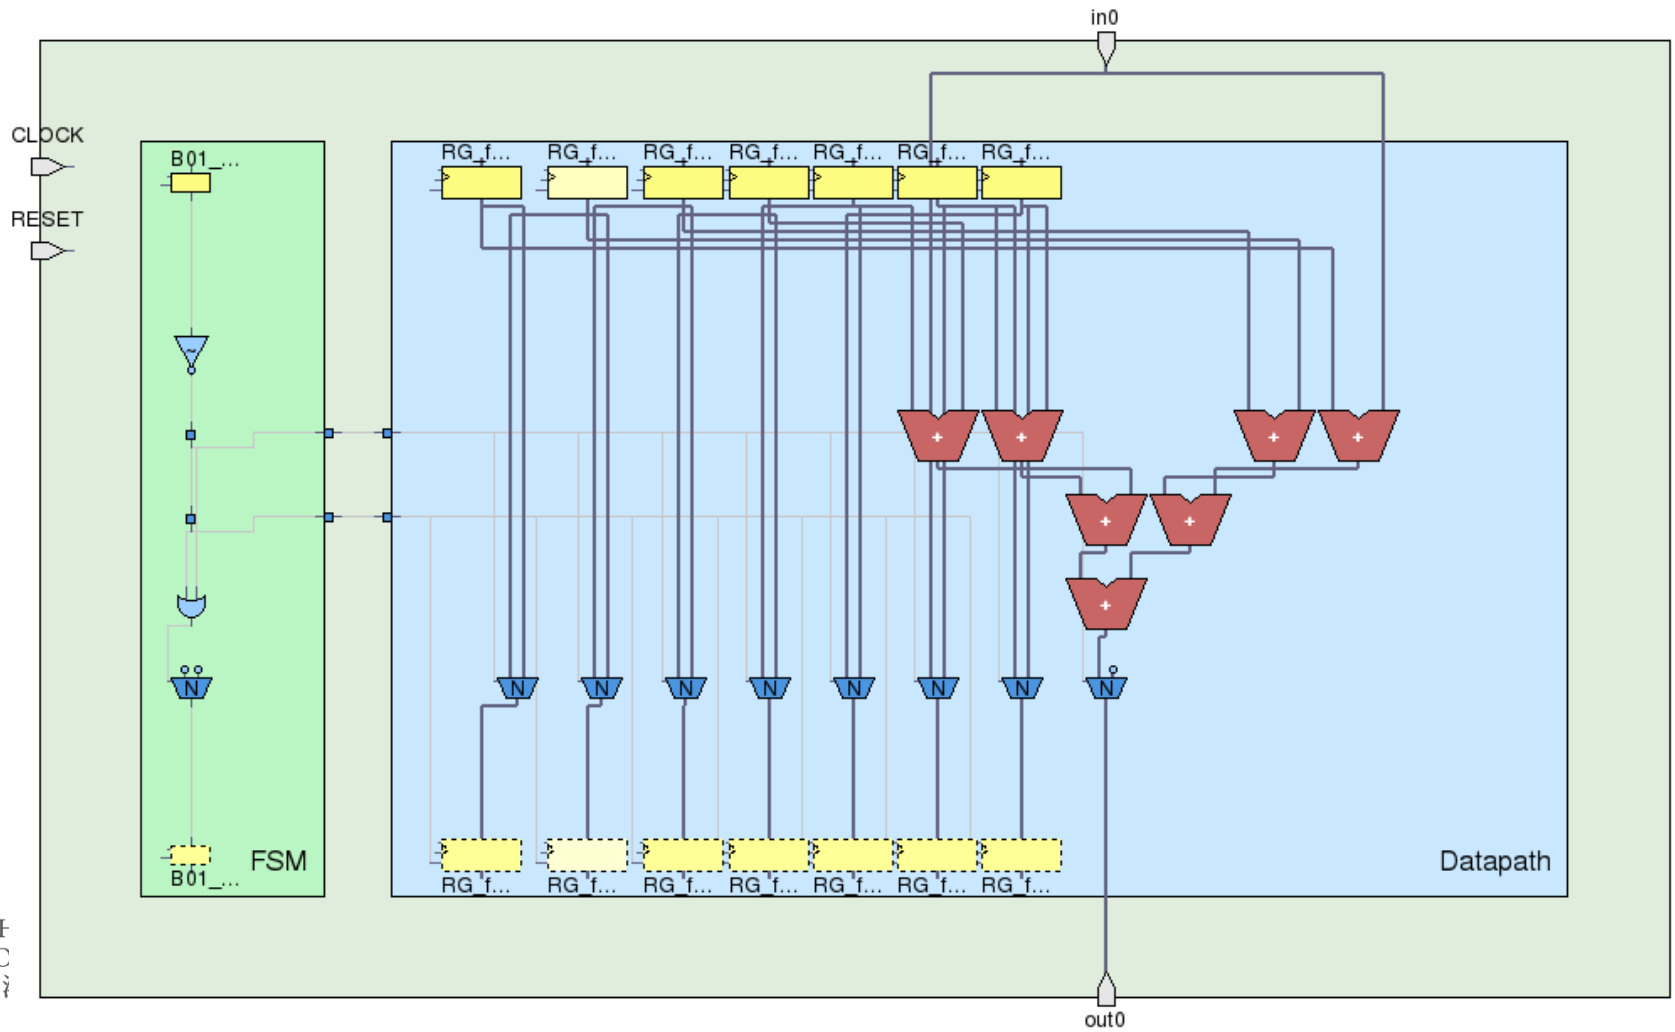 in0
CLOCK
RESET
B01_...
RG_f... RG_f... RG_f... RG_f... RG_f... RG_f... RG_f...
~
+ + + +
+ +
+
N N N N N N N N N
FSM
Datapath
B01_...
RG_f... RG_f... RG_f... RG_f... RG_f... RG_f... RG_f...
out0